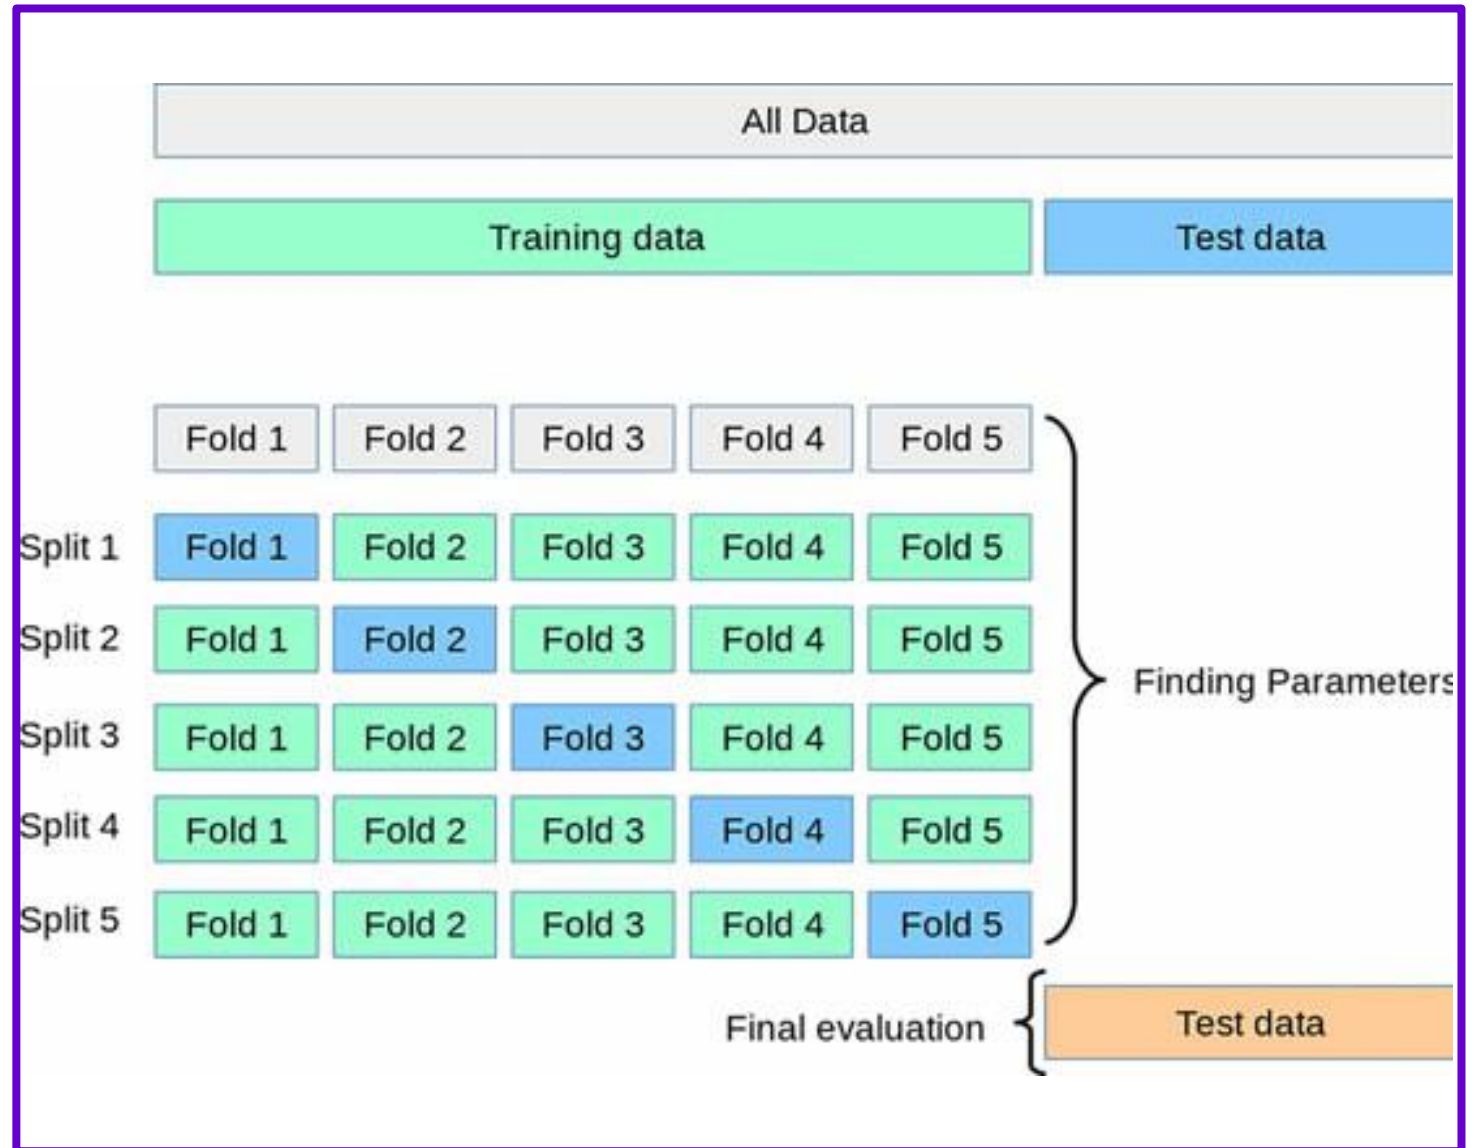 All Data
Training data Test data
Fold 1 Fold 2 Fold 3 Fold 4 Fold 5
Split 1 Fold 1 Fold 2 Fold 3 Fold 4 Fold 5
Split 2 Fold 1 Fold 2 Fold 3 Fold 4 Fold 5
Finding Parameters
Split 3 Fold 1 Fold 2 Fold 3 Fold 4 Fold 5
Split 4 Fold 1 Fold 2 Fold 3 Fold 4 Fold 5
Split 5 Fold 1 Fold 2 Fold 3 Fold 4 Fold 5
Final evaluation Test data